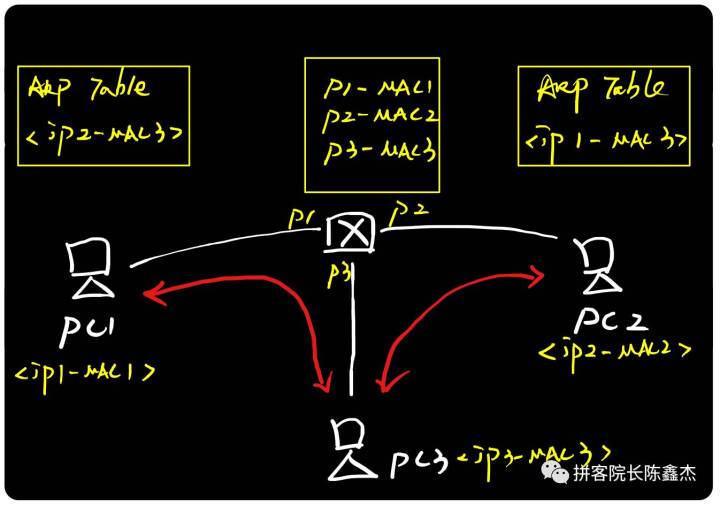 ARP Table
<ip2-MAC3>
P1-MAC1
P2-MAC2
P3-MAC3
ARP Table
<ip1-MAC3>
P1
P2
P3
PC1
<ip1-MAC1>
PC2
<ip2-MAC2>
PC3 <ip3-MAC3>
拼客院长陈鑫杰